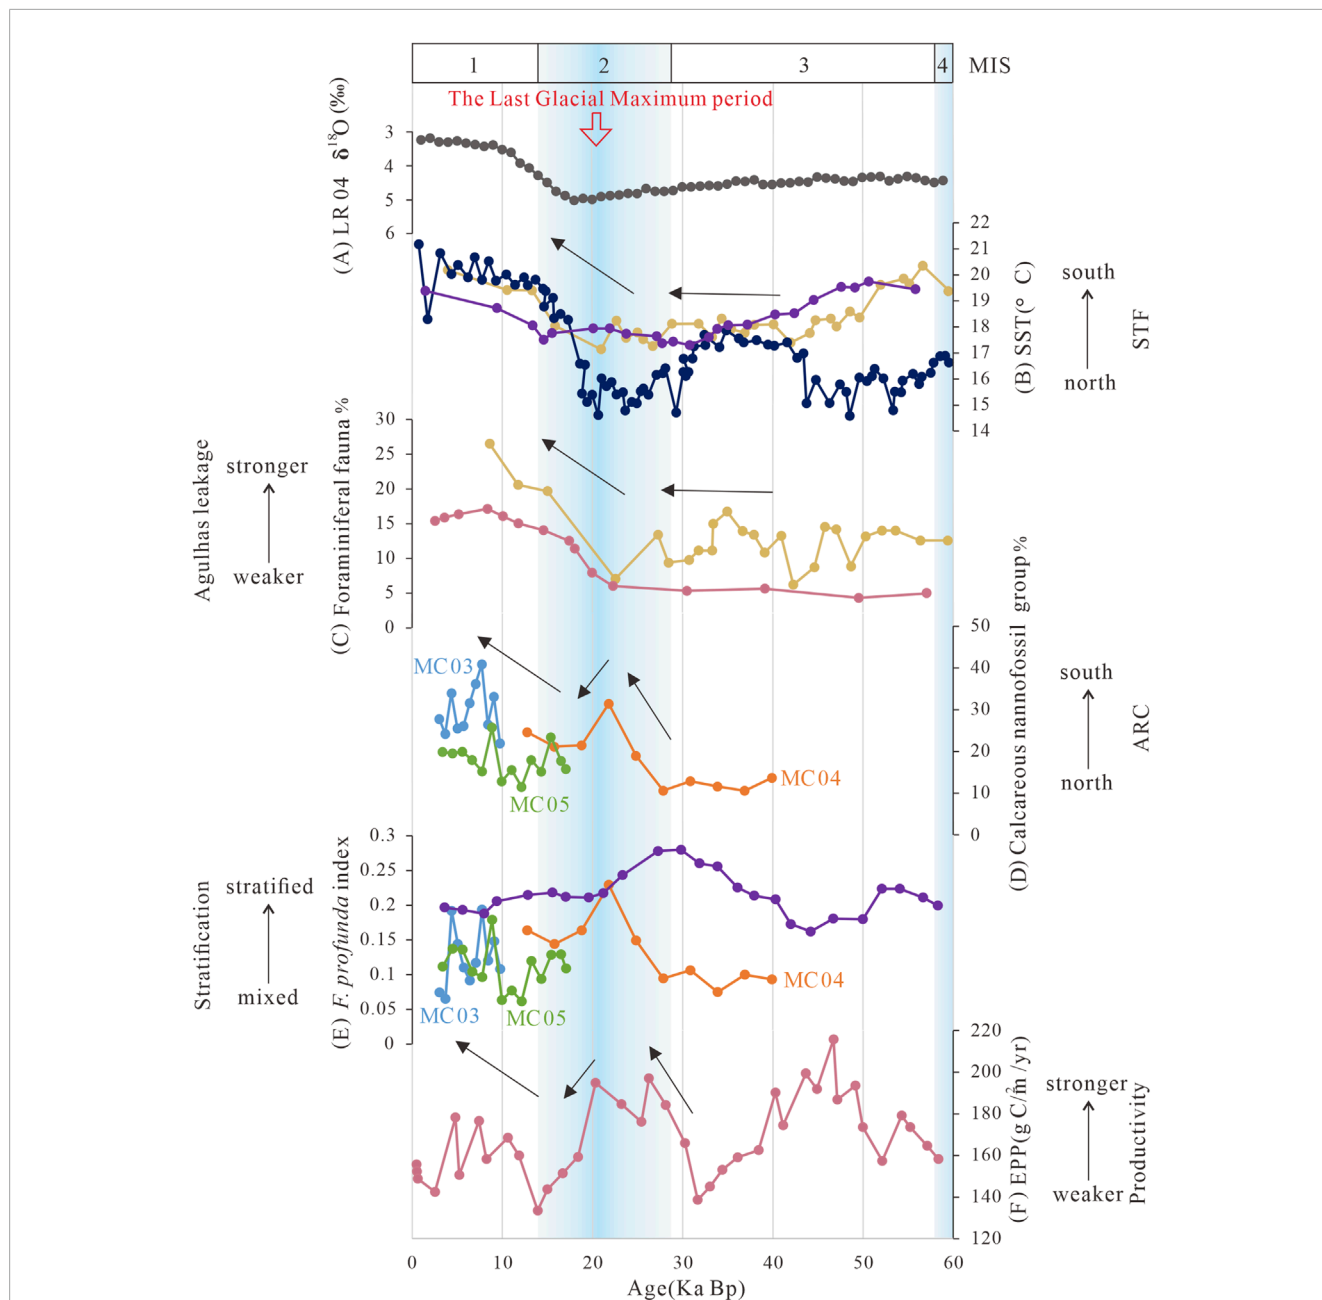 1 2 3 4 MIS
The Last Glacial Maximum period
(A) LR 04 δ¹⁸O (‰)
3
4
5
6
(B) SST(° C)
22
21
20
19
18
17
16
15
14
south
north
STF
(C) Foraminiferal fauna %
30
25
20
15
10
5
0
Agulhas leakage
stronger
weaker
(D) Calcareous nannofossil group %
50
40
30
20
10
0
MC03
MC05
MC04
south
north
ARC
(E) F. profunda index
0.3
0.25
0.2
0.15
0.1
0.05
0
Stratification
stratified
mixed
MC03
MC05
MC04
(F) EPP(g C/m²/yr)
220
200
180
160
140
120
stronger
weaker
Productivity
0 10 20 30 40 50 60
Age(Ka Bp)